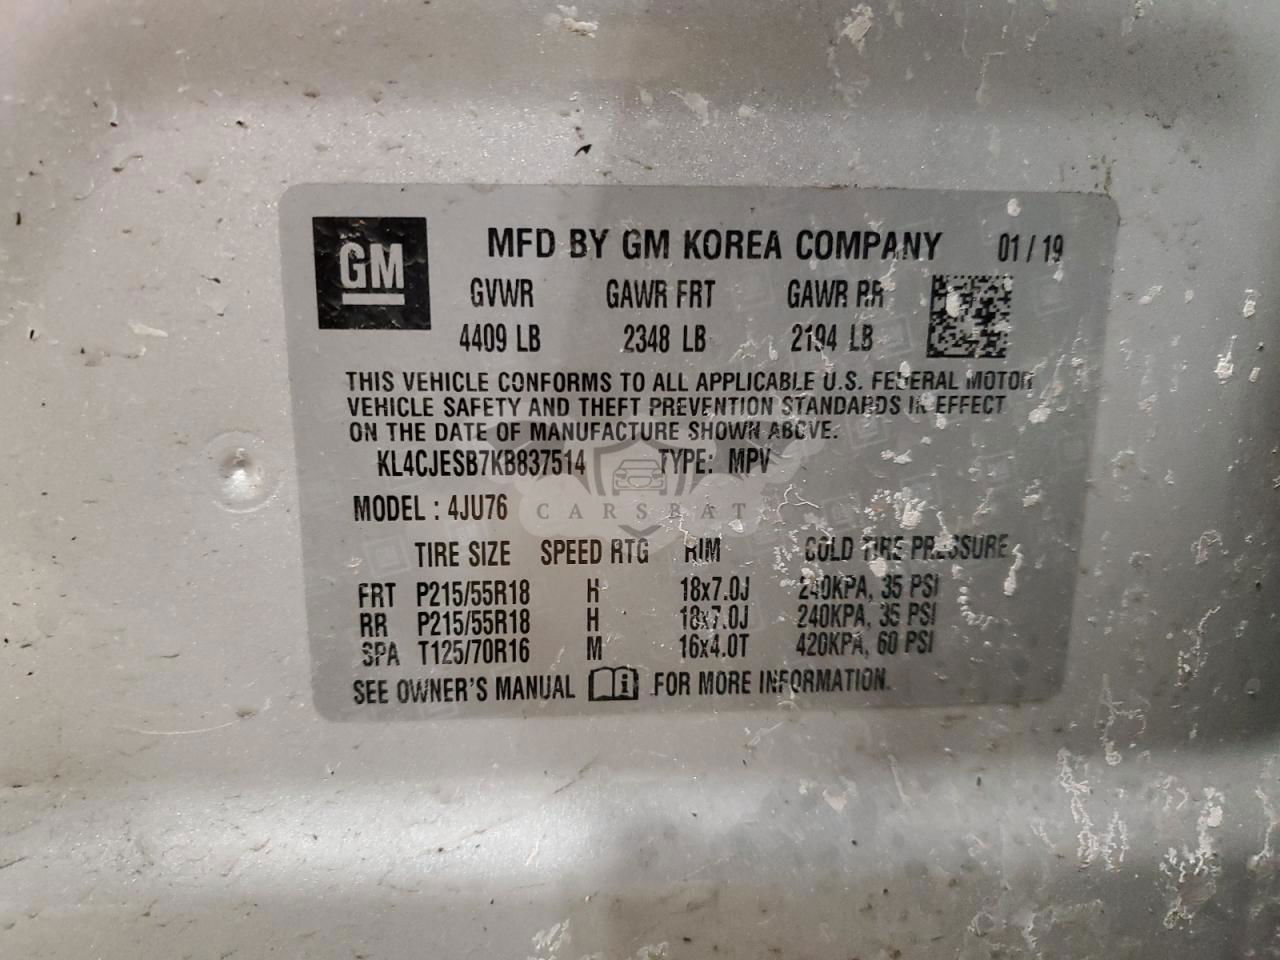 GM
MFD BY GM KOREA COMPANY 01 / 19
GVWR GAWR FRT GAWR RR
4409 LB 2348 LB 2194 LB
THIS VEHICLE CONFORMS TO ALL APPLICABLE U.S. FEDERAL MOTOR
VEHICLE SAFETY AND THEFT PREVENTION STANDARDS IN EFFECT
ON THE DATE OF MANUFACTURE SHOWN ABOVE.
KL4CJESB7KB837514 TYPE: MPV
MODEL : 4JU76
CARSBAT
TIRE SIZE SPEED RTG RIM COLD TIRE PRESSURE
FRT P215/55R18 H 18x7.0J 240KPA, 35 PSI
RR P215/55R18 H 18x7.0J 240KPA, 35 PSI
SPA T125/70R16 M 16x4.0T 420KPA, 60 PSI
SEE OWNER'S MANUAL i FOR MORE INFORMATION.